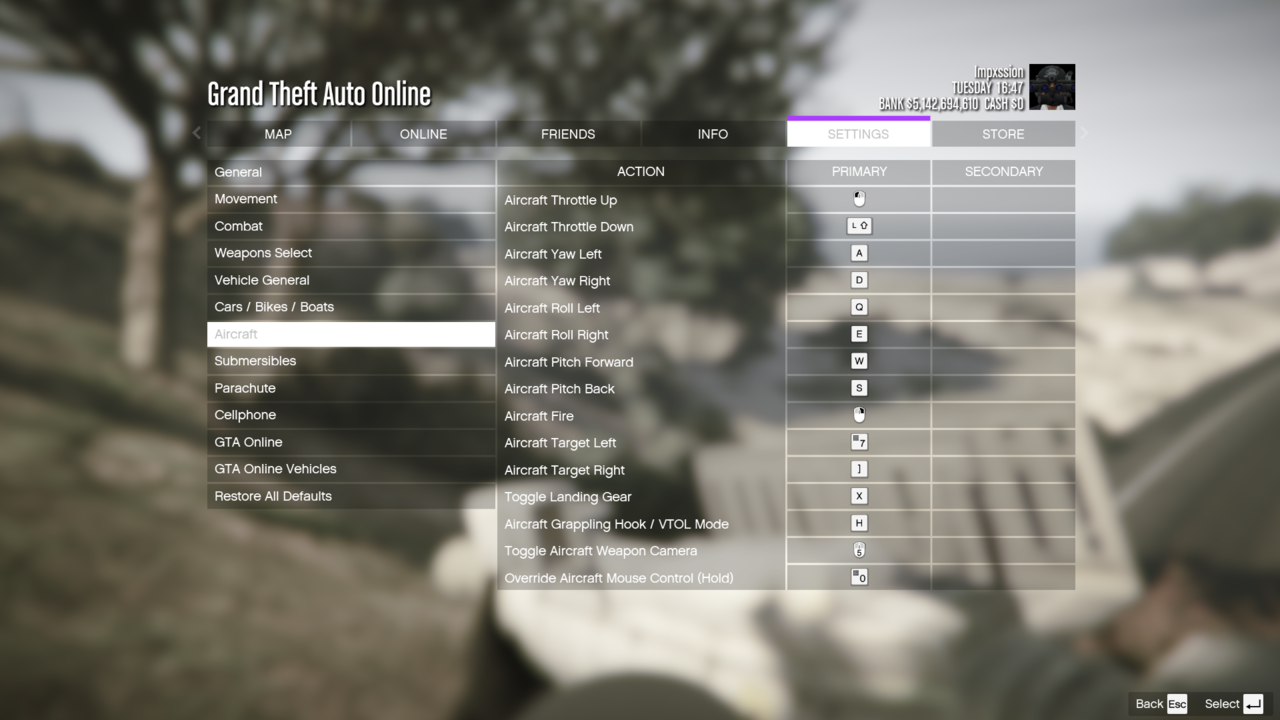 Grand Theft Auto Online
Impxssion
TUESDAY 16:47
BANK $5,142,694,610 CASH $0
MAP ONLINE FRIENDS INFO SETTINGS STORE
General
Movement
Combat
Weapons Select
Vehicle General
Cars / Bikes / Boats
Aircraft
Submersibles
Parachute
Cellphone
GTA Online
GTA Online Vehicles
Restore All Defaults
ACTION PRIMARY SECONDARY
Aircraft Throttle Up
Aircraft Throttle Down L
Aircraft Yaw Left A
Aircraft Yaw Right D
Aircraft Roll Left Q
Aircraft Roll Right E
Aircraft Pitch Forward W
Aircraft Pitch Back S
Aircraft Fire
Aircraft Target Left 7
Aircraft Target Right ]
Toggle Landing Gear X
Aircraft Grappling Hook / VTOL Mode H
Toggle Aircraft Weapon Camera 5
Override Aircraft Mouse Control (Hold) 0
Back Esc Select